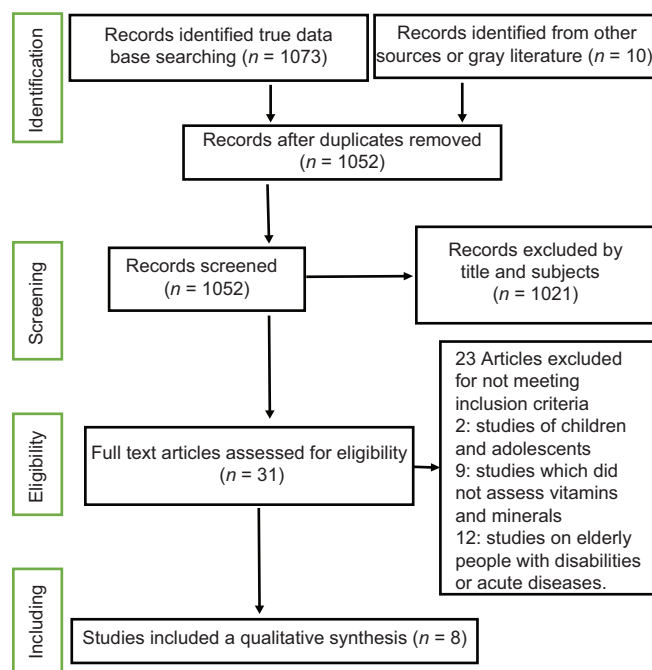 Identification
Records identified true data
base searching (n = 1073)
Records identified from other
sources or gray literature (n = 10)
Records after duplicates removed
(n = 1052)
Screening
Records screened
(n = 1052)
Records excluded by
title and subjects
(n = 1021)
Eligibility
Full text articles assessed for eligibility
(n = 31)
23 Articles excluded
for not meeting
inclusion criteria
2: studies of children
and adolescents
9: studies which did
not assess vitamins
and minerals
12: studies on elderly
people with disabilities
or acute diseases.
Including
Studies included a qualitative synthesis (n = 8)